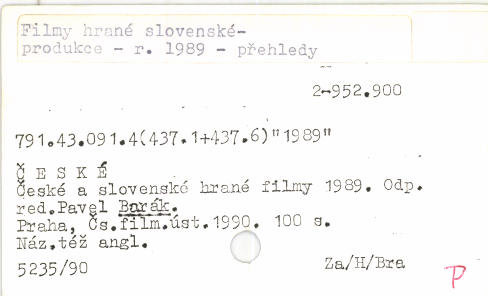 Filmy hrané slovenské-
produkce - r. 1989 - přehledy
2-952.900
791.43.091.4(437.1+437.6)"1989"
ČESKÉ
České a slovenské hrané filmy 1989. Odp.
red.Pavel Barák.
Praha, Čs.film.úst.1990. 100 s.
Náz.též angl.
5235/90 Za/H/Bra
P